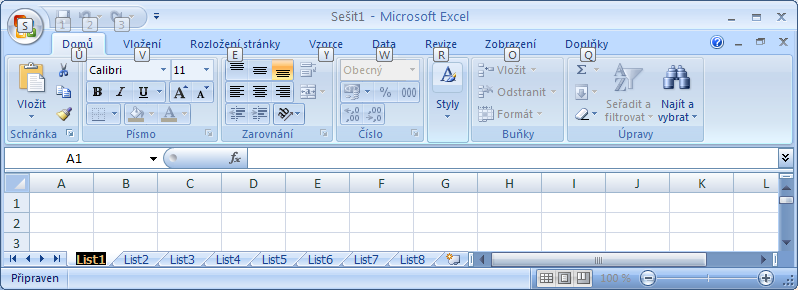 Sešit1 - Microsoft Excel
S 1 2 3
Domů Vložení Rozložení stránky Vzorce Data Revize Zobrazení Doplňky
Ú V E Y W R O Q
Vložit
Schránka
Calibri 11
B I U A A
Písmo
Zarovnání
Obecný
% 000
Číslo
Styly
Vložit
Odstranit
Formát
Buňky
Σ
Seřadit a filtrovat
Najít a vybrat
Úpravy
A1 fx
A B C D E F G H I J K L
1
2
3
List1 List2 List3 List4 List5 List6 List7 List8
Připraven 100 %